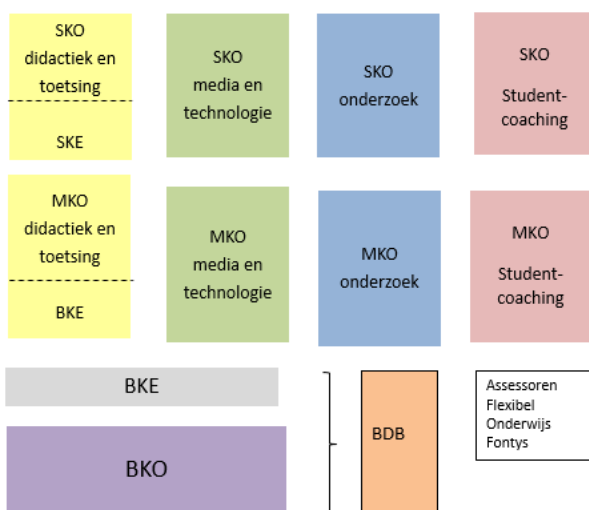 SKO
didactiek en
toetsing
SKE
SKO
media en
technologie
SKO
onderzoek
SKO
Student-
coaching
MKO
didactiek en
toetsing
BKE
MKO
media en
technologie
MKO
onderzoek
MKO
Student-
coaching
BKE
BKO
BDB
Assessoren
Flexibel
Onderwijs
Fontys